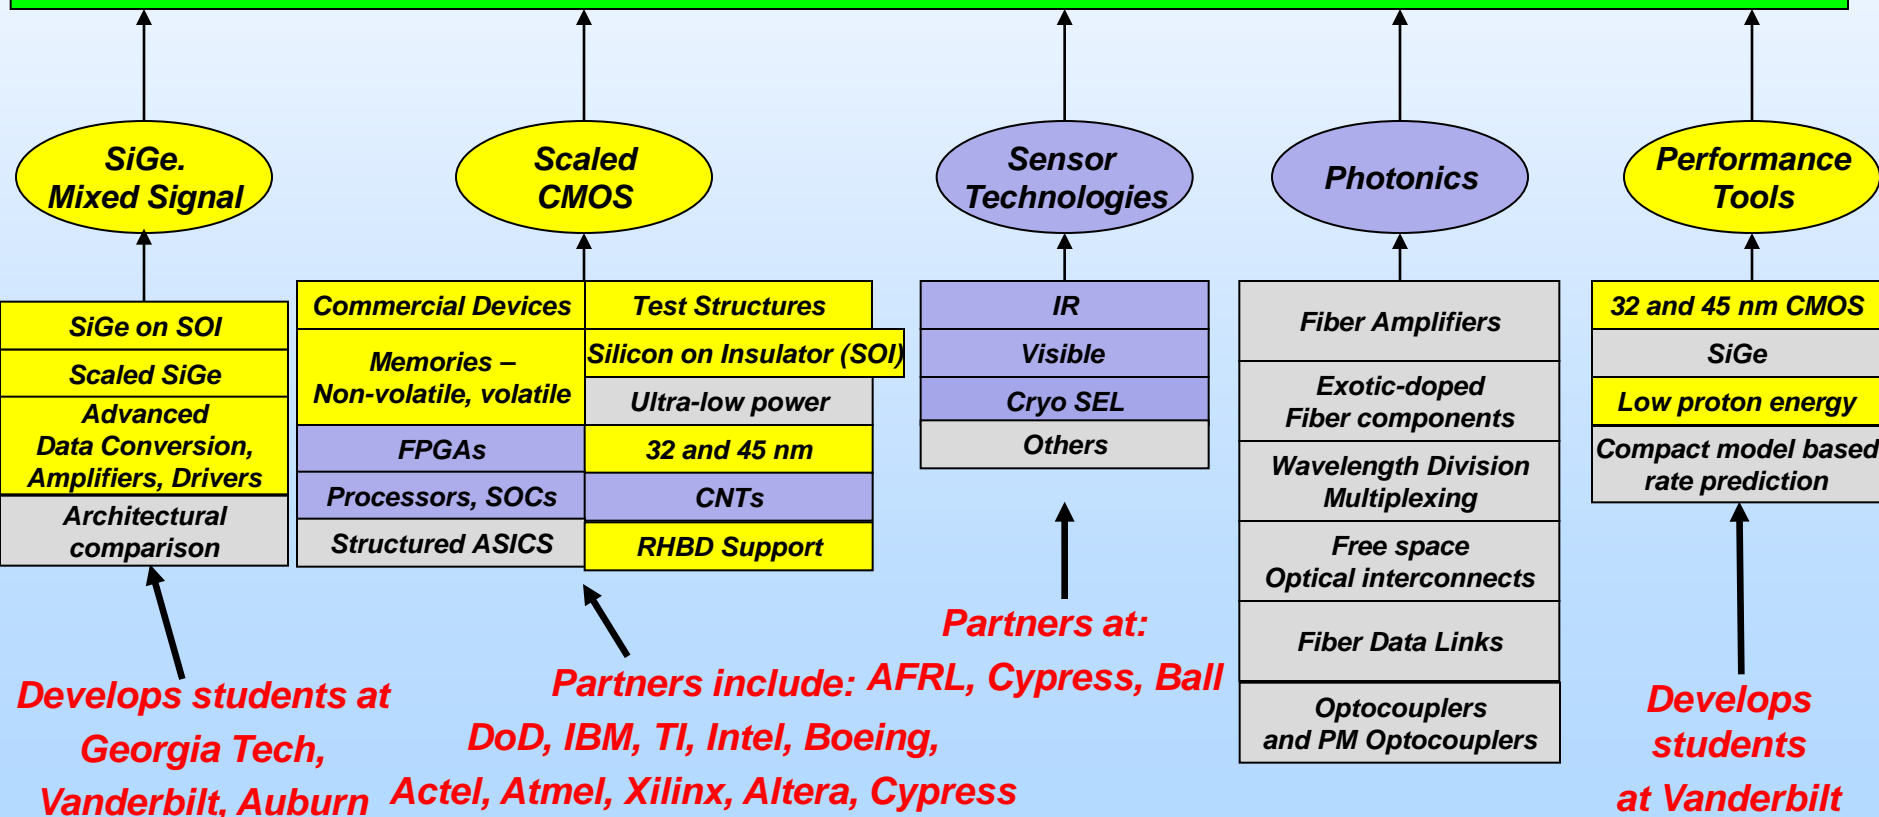 SiGe.
Mixed Signal
Scaled
CMOS
Sensor
Technologies
Photonics
Performance
Tools
SiGe on SOI
Scaled SiGe
Advanced
Data Conversion,
Amplifiers, Drivers
Architectural
comparison
Commercial Devices
Memories –
Non-volatile, volatile
FPGAs
Processors, SOCs
Structured ASICS
Test Structures
Silicon on Insulator (SOI)
Ultra-low power
32 and 45 nm
CNTs
RHBD Support
IR
Visible
Cryo SEL
Others
Fiber Amplifiers
Exotic-doped
Fiber components
Wavelength Division
Multiplexing
Free space
Optical interconnects
Fiber Data Links
Optocouplers
and PM Optocouplers
32 and 45 nm CMOS
SiGe
Low proton energy
Compact model based
rate prediction
Develops students at
Georgia Tech,
Vanderbilt, Auburn
Partners include:
DoD, IBM, TI, Intel, Boeing,
Actel, Atmel, Xilinx, Altera, Cypress
Partners at:
AFRL, Cypress, Ball
Develops
students
at Vanderbilt